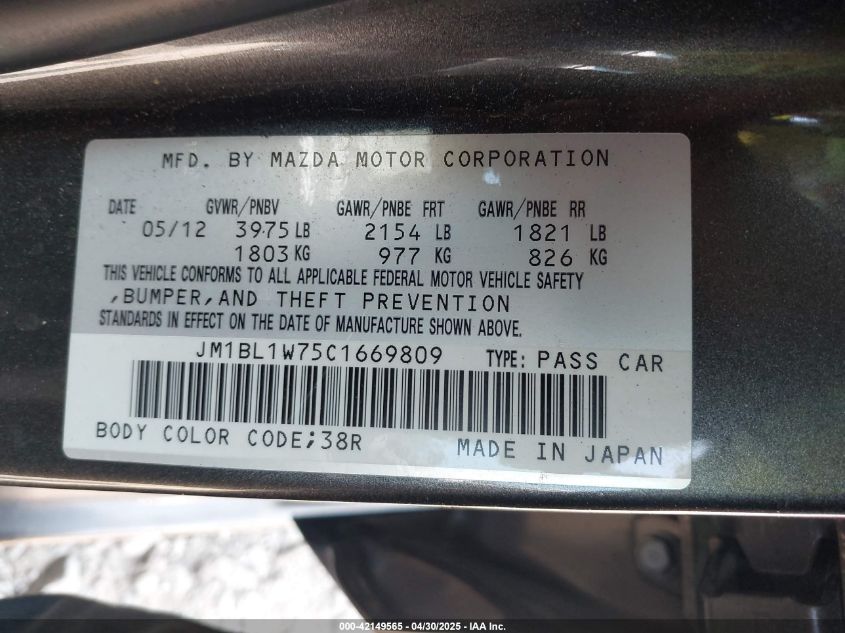 MFD. BY MAZDA MOTOR CORPORATION
DATE GVWR/PNBV GAWR/PNBE FRT GAWR/PNBE RR
05/12 3975 LB 2154 LB 1821 LB
1803 KG 977 KG 826 KG
THIS VEHICLE CONFORMS TO ALL APPLICABLE FEDERAL MOTOR VEHICLE SAFETY
,BUMPER,AND THEFT PREVENTION
STANDARDS IN EFFECT ON THE DATE OF MANUFACTURE SHOWN ABOVE.
JM1BL1W75C1669809 TYPE: PASS CAR
BODY COLOR CODE;38R MADE IN JAPAN
000-42149565 - 04/30/2025 - IAA Inc.